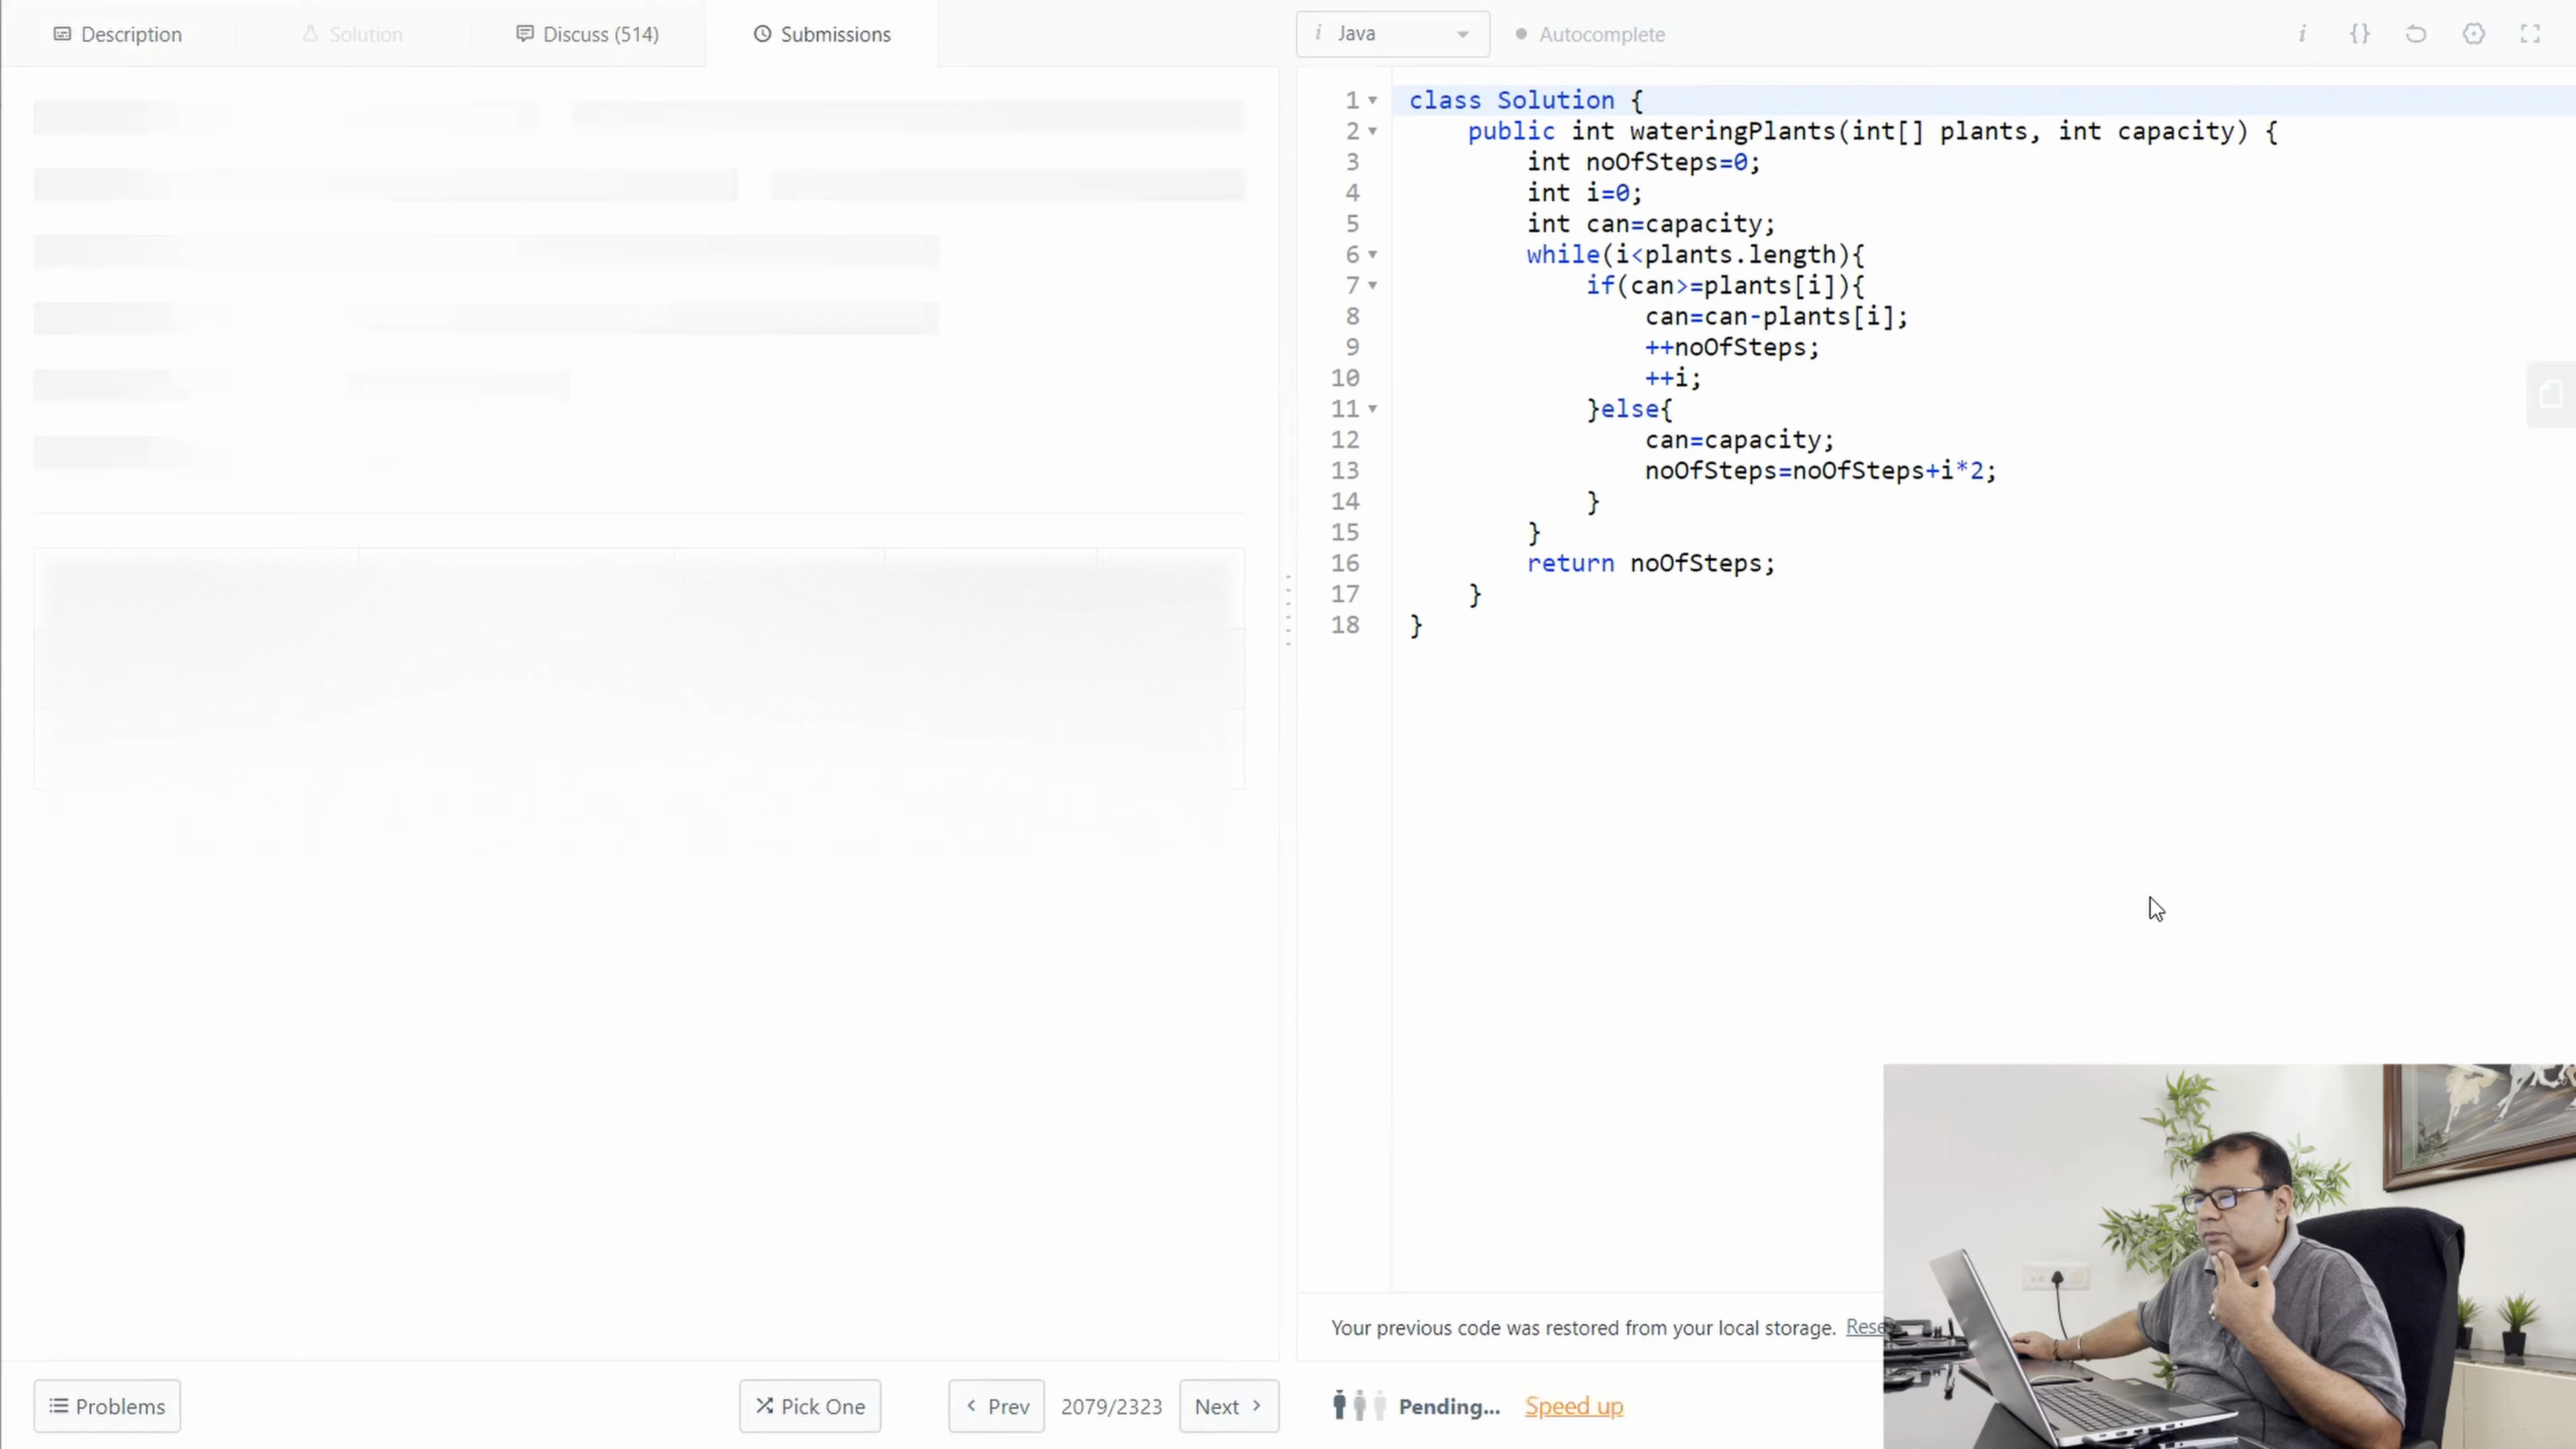 Description
Solution
Discuss (514)
Submissions
i Java
Autocomplete
i {}
1 class Solution {
2 public int wateringPlants(int[] plants, int capacity) {
3 int noOfSteps=0;
4 int i=0;
5 int can=capacity;
6 while(i<plants.length){
7 if(can>=plants[i]){
8 can=can-plants[i];
9 ++noOfSteps;
10 ++i;
11 }else{
12 can=capacity;
13 noOfSteps=noOfSteps+i*2;
14 }
15 }
16 return noOfSteps;
17 }
18 }
Your previous code was restored from your local storage.
Problems
Pick One
Prev
2079/2323
Next
Pending...
Speed up